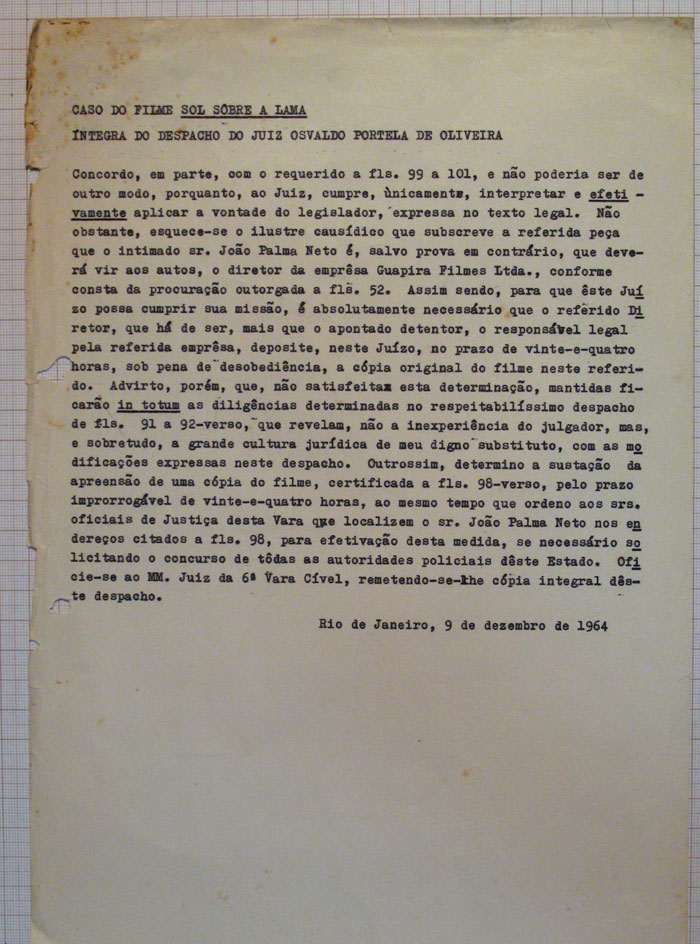 CASO DO FILME SOL SÔBRE A LAMA
ÍNTEGRA DO DESPACHO DO JUIZ OSVALDO PORTELA DE OLIVEIRA
Concordo, em parte, com o requerido a fls. 99 a 101, e não poderia ser de
outro modo, porquanto, ao Juiz, cumpre, ùnicamente, interpretar e efeti -
vamente aplicar a vontade do legislador, expressa no texto legal. Não
obstante, esquece-se o ilustre causídico que subscreve a referida peça
que o intimado sr. João Palma Neto é, salvo prova em contrário, que deve-
rá vir aos autos, o diretor da emprêsa Guapira Filmes Ltda., conforme
consta da procuração outorgada a fls. 52. Assim sendo, para que êste Juí
zo possa cumprir sua missão, é absolutamente necessário que o referido Di
retor, que há de ser, mais que o apontado detentor, o responsável legal
pela referida emprêsa, deposite, neste Juízo, no prazo de vinte-e-quatro
horas, sob pena de desobediência, a cópia original do filme neste referi-
do. Advirto, porém, que, não satisfeita esta determinação, mantidas fi-
carão in totum as diligências determinadas no respeitabilíssimo despacho
de fls. 91 a 92-verso, que revelam, não a inexperiência do julgador, mas,
e sobretudo, a grande cultura jurídica de meu digno substituto, com as mo
dificações expressas neste despacho. Outrossim, determino a sustação da
apreensão de uma cópia do filme, certificada a fls. 98-verso, pelo prazo
improrrogável de vinte-e-quatro horas, ao mesmo tempo que ordeno aos srs.
oficiais de Justiça desta Vara que localizem o sr. João Palma Neto nos en
dereços citados a fls. 98, para efetivação desta medida, se necessário so
licitando o concurso de tôdas as autoridades policiais dêste Estado. Ofi
cie-se ao MM. Juiz da 6ª Vara Cível, remetendo-se-lhe cópia integral dês-
te despacho.
Rio de Janeiro, 9 de dezembro de 1964